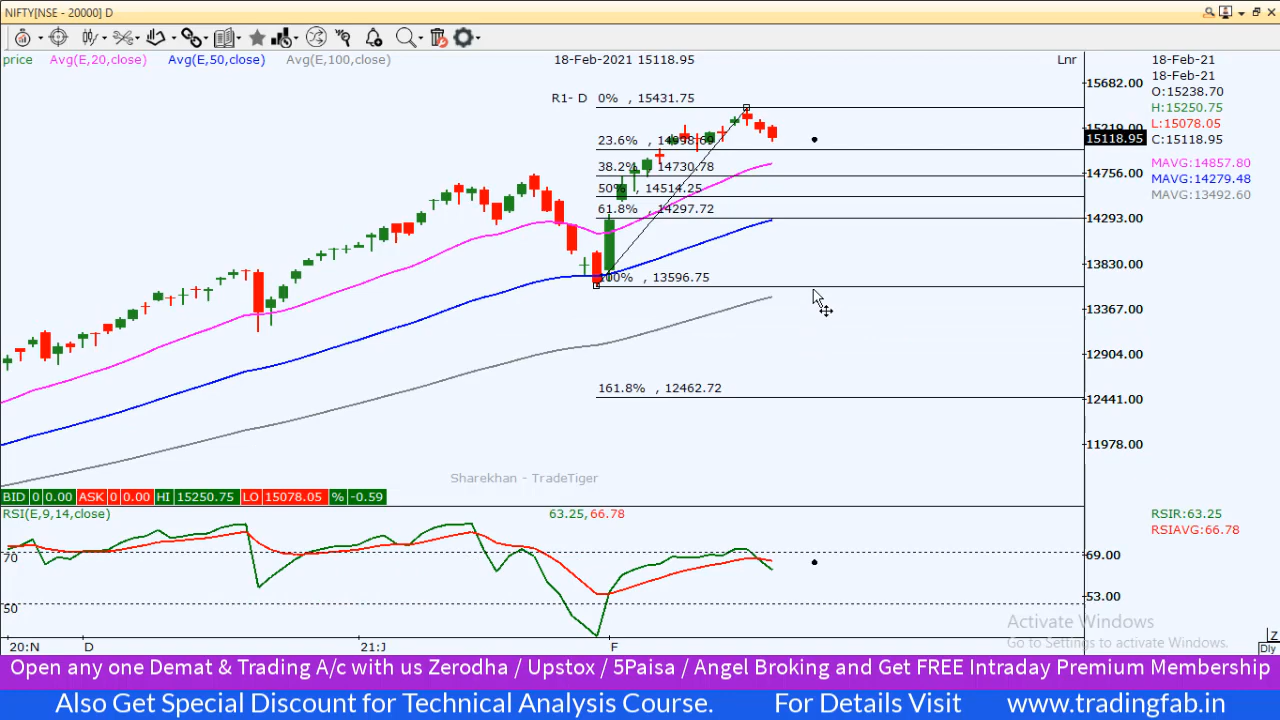 NIFTY[NSE - 20000] D
price Avg(E,20,close) Avg(E,50,close) Avg(E,100,close) 18-Feb-2021 15118.95 Lnr
18-Feb-21
18-Feb-21
O:15238.70
H:15250.75
L:15078.05
C:15118.95
MAVG:14857.80
MAVG:14279.48
MAVG:13492.60
R1- D 0% , 15431.75
23.6% , 14998.69
38.2% , 14730.78
50% , 14514.25
61.8% , 14297.72
100% , 13596.75
161.8% , 12462.72
15682.00
15219.00
15118.95
14756.00
14293.00
13830.00
13367.00
12904.00
12441.00
11978.00
Sharekhan - TradeTiger
BID 0 0.00 ASK 0 0.00 HI 15250.75 LO 15078.05 % -0.59
RSI(E,9,14,close) 63.25, 66.78
RSIR:63.25
RSIAVG:66.78
70
69.00
50
53.00
Activate Windows
Go to Settings to activate Windows.
20:N D 21:J F
Z
Dly
Open any one Demat & Trading A/c with us Zerodha / Upstox / 5Paisa / Angel Broking and Get FREE Intraday Premium Membership
Also Get Special Discount for Technical Analysis Course. For Details Visit www.tradingfab.in